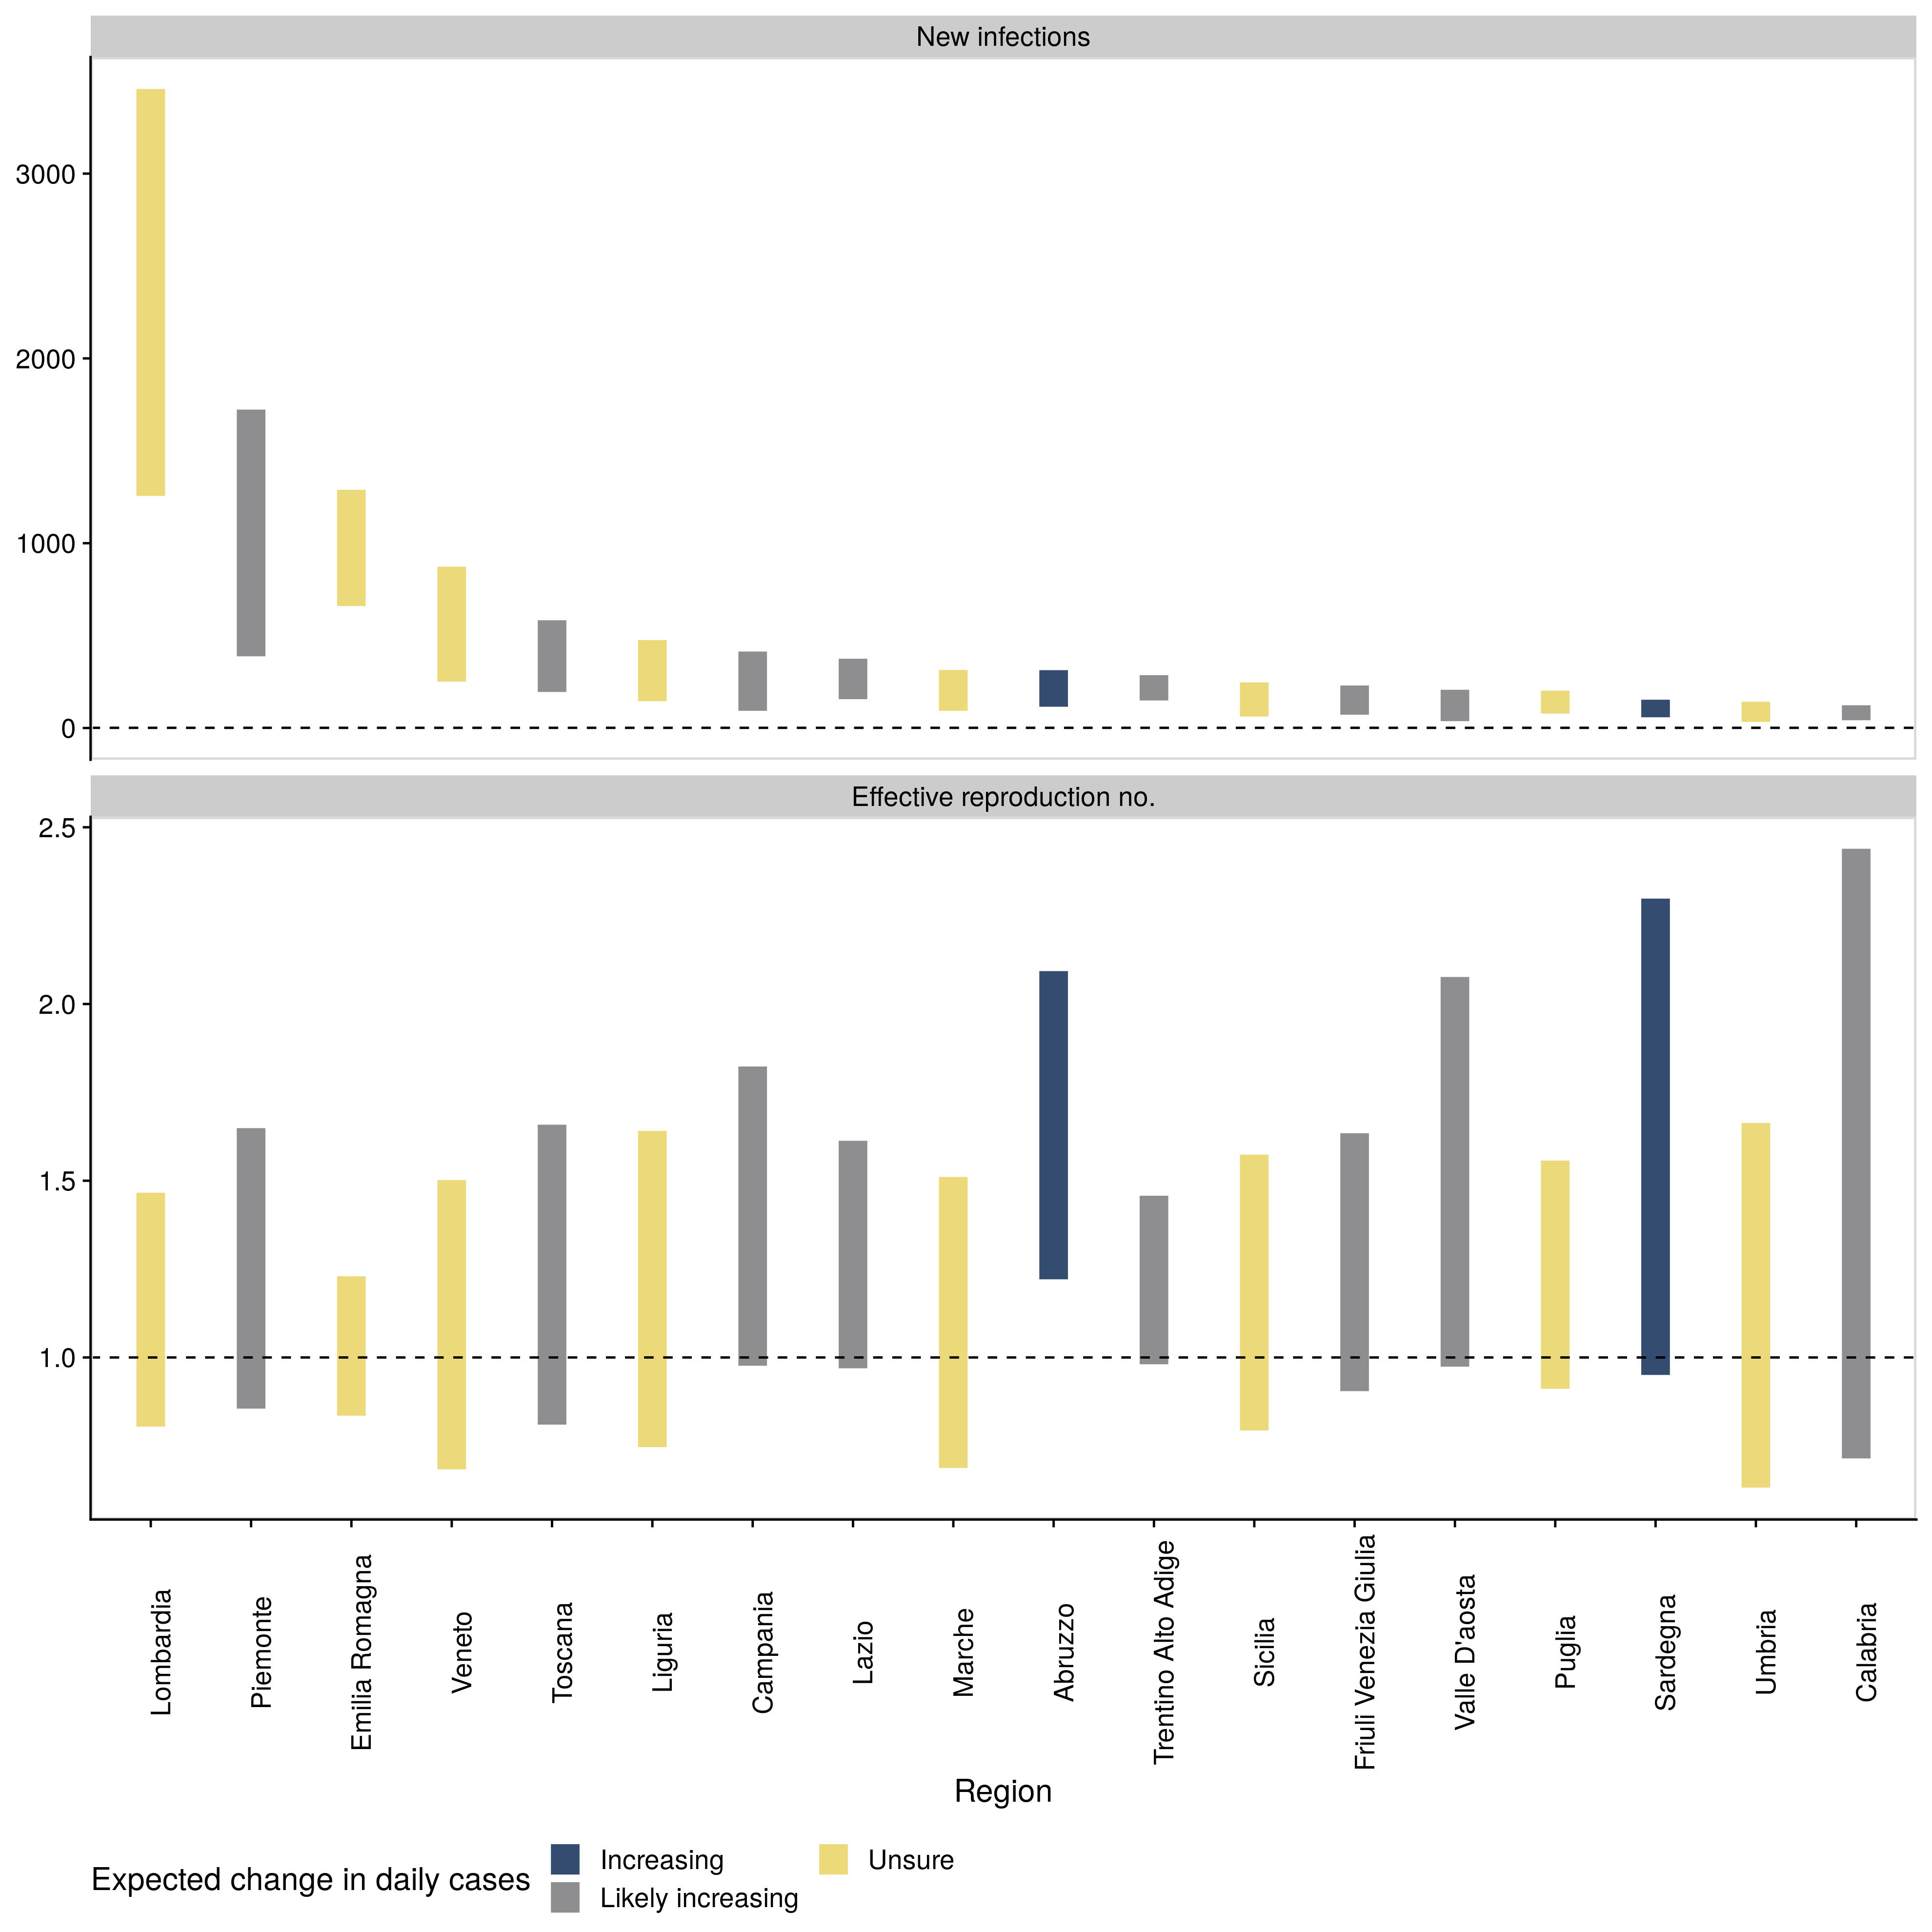 New infections
3000
2000
1000
0
Effective reproduction no.
2.5
2.0
1.5
1.0
Lombardia
Piemonte
Emilia Romagna
Veneto
Toscana
Liguria
Campania
Lazio
Marche
Abruzzo
Trentino Alto Adige
Sicilia
Friuli Venezia Giulia
Valle D'aosta
Puglia
Sardegna
Umbria
Calabria
Region
Expected change in daily cases
Increasing
Likely increasing
Unsure